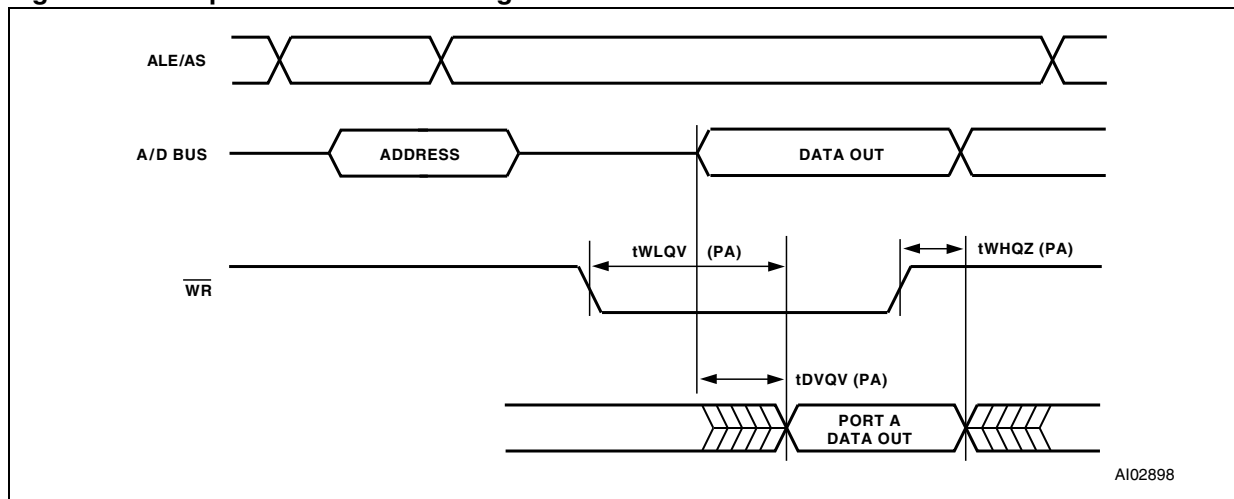 ALE/AS
A/D BUS
ADDRESS
DATA OUT
tWLQV (PA)
tWHQZ (PA)
WR
tDVQV (PA)
PORT A
DATA OUT
AI02898